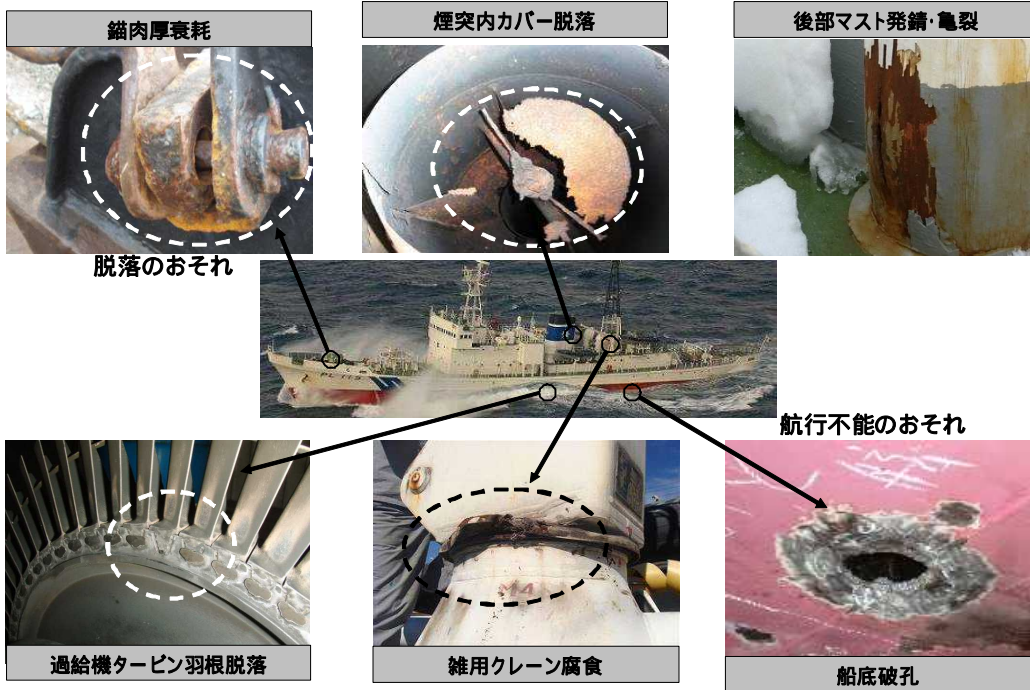 錨肉厚衰耗
煙突内カバー脱落
後部マスト発錆・亀裂
脱落のおそれ
航行不能のおそれ
過給機タービン羽根脱落
雑用クレーン腐食
船底破孔